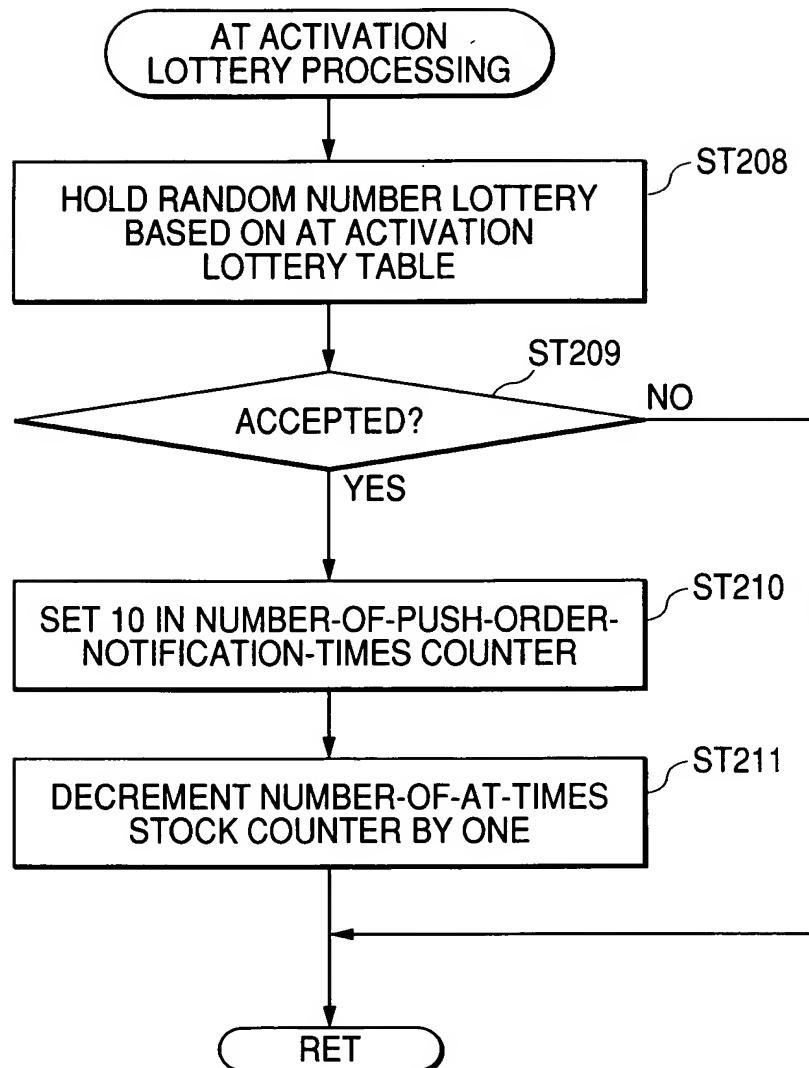 AT ACTIVATION
LOTTERY PROCESSING
ST208
HOLD RANDOM NUMBER LOTTERY
BASED ON AT ACTIVATION
LOTTERY TABLE
ST209
ACCEPTED?
NO
YES
ST210
SET 10 IN NUMBER-OF-PUSH-ORDER-
NOTIFICATION-TIMES COUNTER
ST211
DECREMENT NUMBER-OF-AT-TIMES
STOCK COUNTER BY ONE
RET